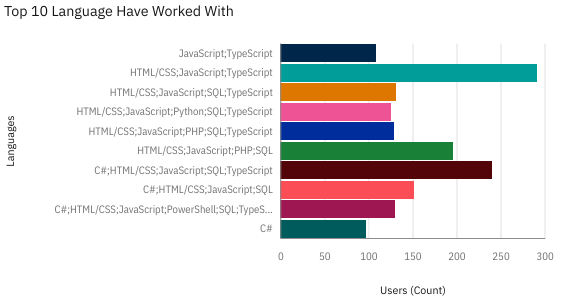 Top 10 Language Have Worked With
Languages
JavaScript;TypeScript
HTML/CSS;JavaScript;TypeScript
HTML/CSS;JavaScript;SQL;TypeScript
HTML/CSS;JavaScript;Python;SQL;TypeScript
HTML/CSS;JavaScript;PHP;SQL;TypeScript
HTML/CSS;JavaScript;PHP;SQL
C#;HTML/CSS;JavaScript;SQL;TypeScript
C#;HTML/CSS;JavaScript;SQL
C#;HTML/CSS;JavaScript;PowerShell;SQL;TypeS...
C#
0 50 100 150 200 250 300
Users (Count)